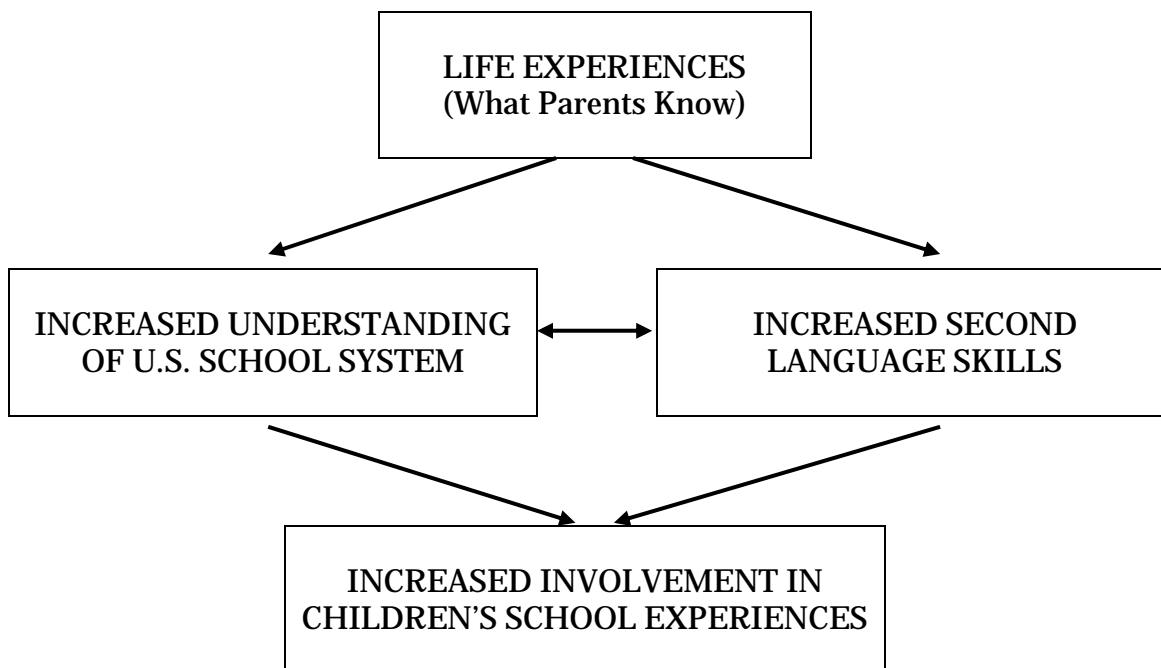 LIFE EXPERIENCES
(What Parents Know)
INCREASED UNDERSTANDING
OF U.S. SCHOOL SYSTEM
INCREASED SECOND
LANGUAGE SKILLS
INCREASED INVOLVEMENT IN
CHILDREN’S SCHOOL EXPERIENCES